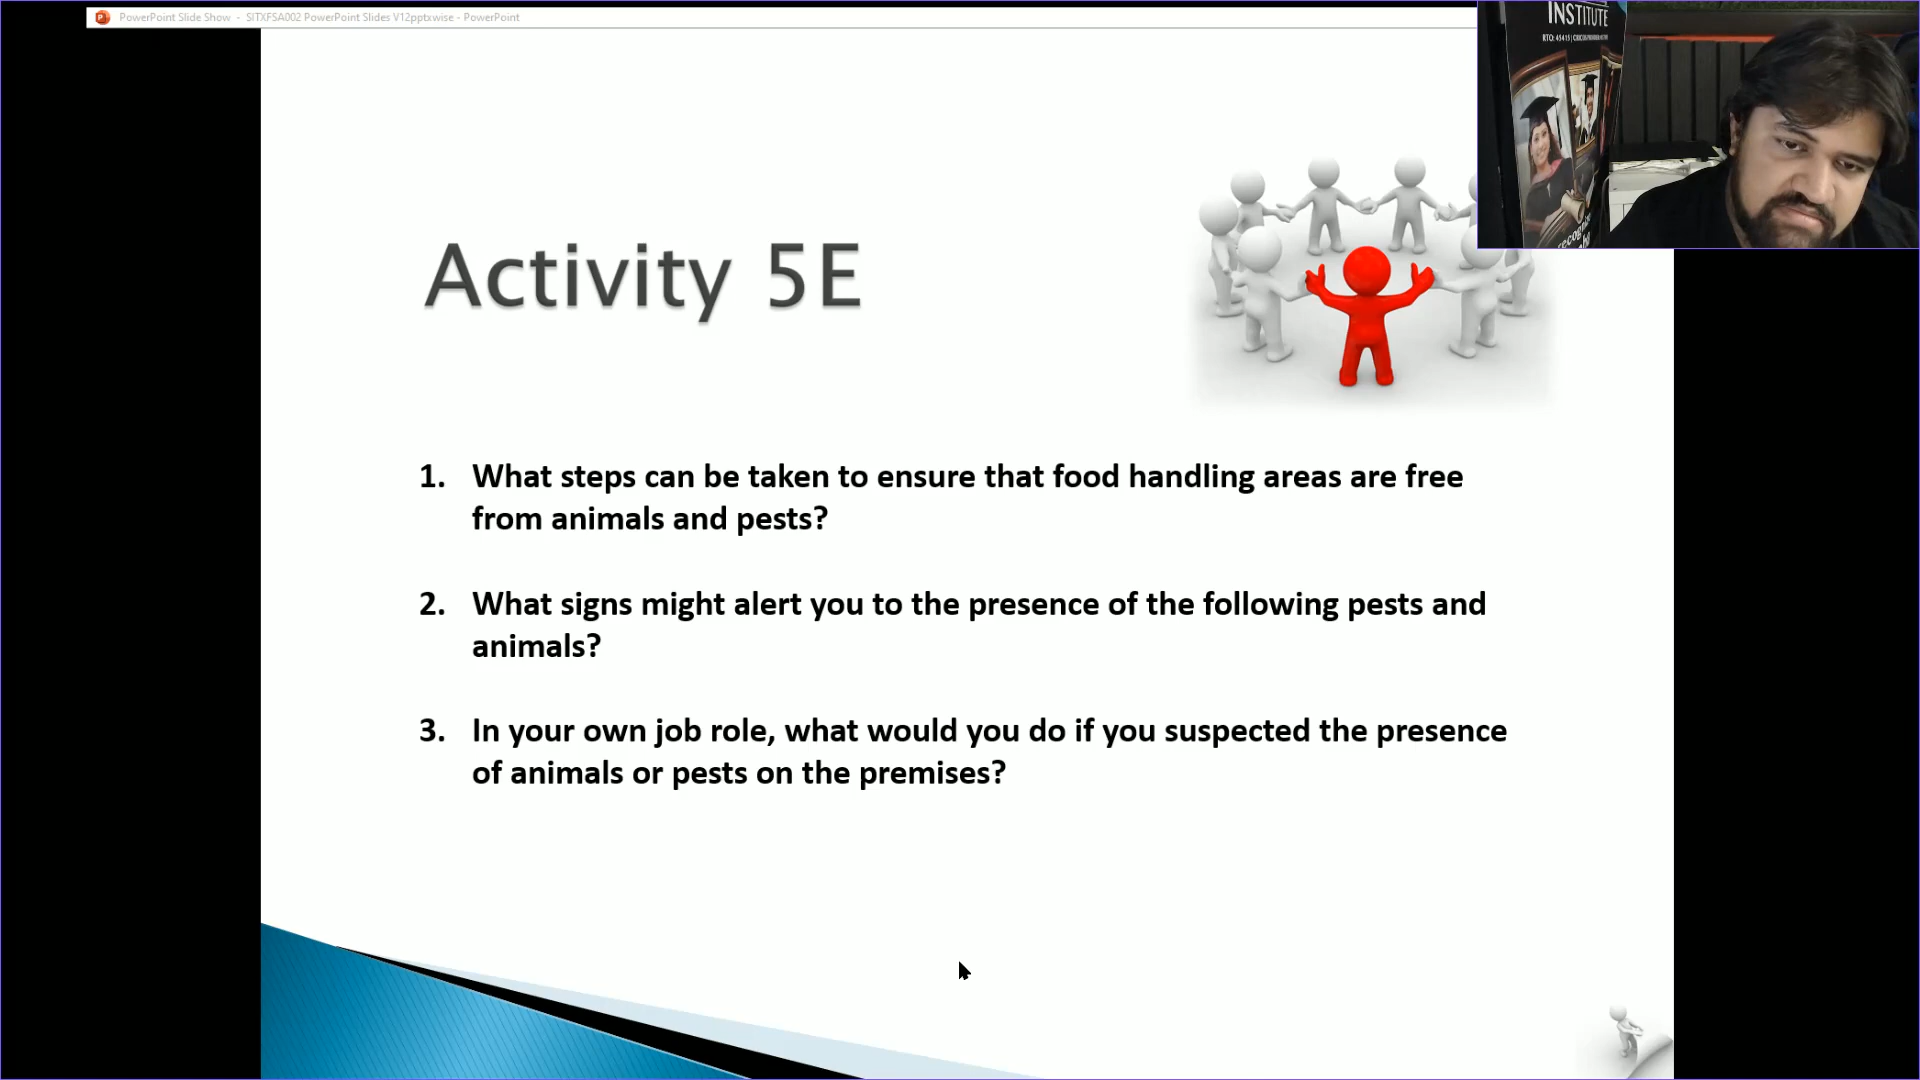 PowerPoint Slide Show - SITXFSA002 PowerPoint Slides V12pptxwise - PowerPoint
INSTITUTE
RTO: 45415 |
Activity 5E
1. What steps can be taken to ensure that food handling areas are free
from animals and pests?
2. What signs might alert you to the presence of the following pests and
animals?
3. In your own job role, what would you do if you suspected the presence
of animals or pests on the premises?